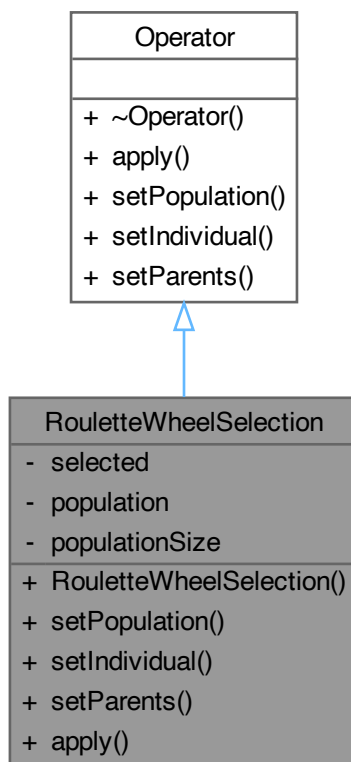 Operator
+ ~Operator()
+ apply()
+ setPopulation()
+ setIndividual()
+ setParents()
RouletteWheelSelection
- selected
- population
- populationSize
+ RouletteWheelSelection()
+ setPopulation()
+ setIndividual()
+ setParents()
+ apply()